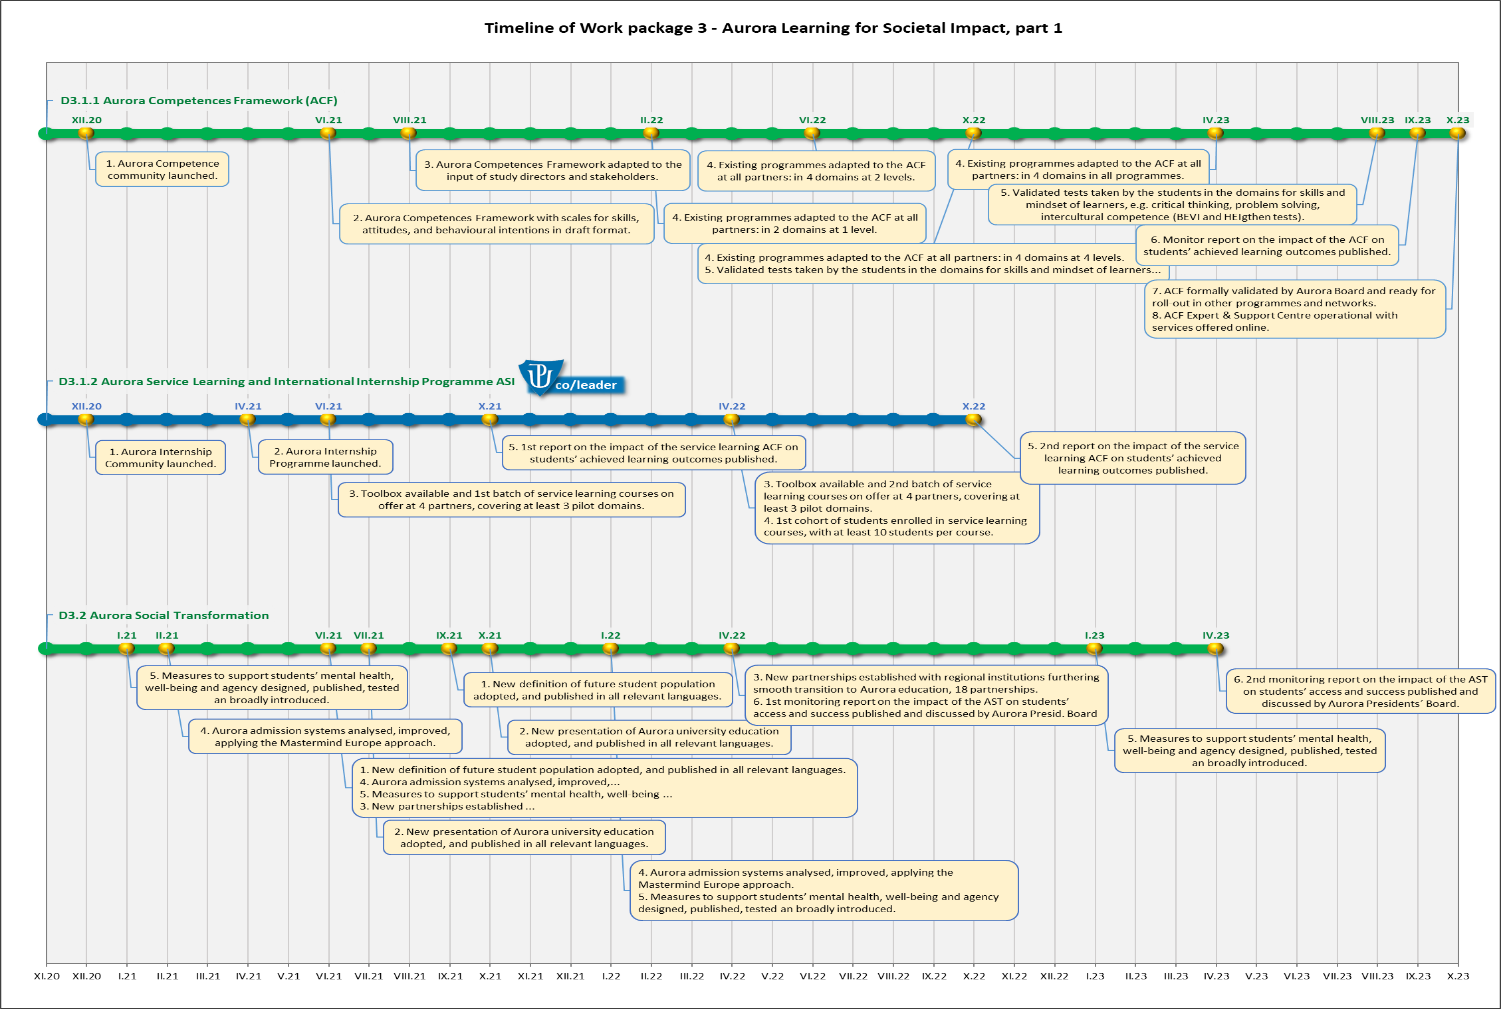 Timeline of Work package 3 - Aurora Learning for Societal Impact, part 1
D3.1.1 Aurora Competences Framework (ACF)
XII.20 VI.21 VIII.21 II.22 VI.22 X.22 IV.23 VIII.23 IX.23 X.23
1. Aurora Competence
community launched.
3. Aurora Competences Framework adapted to the
input of study directors and stakeholders.
4. Existing programmes adapted to the ACF
at all partners: in 4 domains at 2 levels.
4. Existing programmes adapted to the ACF at all
partners: in 4 domains in all programmes.
5. Validated tests taken by the students in the domains for skills and
mindset of learners, e.g. critical thinking, problem solving,
intercultural competence (BEVI and HEIgthen tests).
2. Aurora Competences Framework with scales for skills,
attitudes, and behavioural intentions in draft format.
4. Existing programmes adapted to the ACF at all
partners: in 2 domains at 1 level.
6. Monitor report on the impact of the ACF on
students' achieved learning outcomes published.
4. Existing programmes adapted to the ACF at all partners: in 4 domains at 4 levels.
5. Validated tests taken by the students in the domains for skills and mindset of learners...
7. ACF formally validated by Aurora Board and ready for
roll-out in other programmes and networks.
8. ACF Expert & Support Centre operational with
services offered online.
D3.1.2 Aurora Service Learning and International Internship Programme ASI
UP
co/leader
XII.20 IV.21 VI.21 X.21 IV.22 X.22
1. Aurora Internship
Community launched.
2. Aurora Internship
Programme launched.
5. 1st report on the impact of the service learning ACF on
students' achieved learning outcomes published.
5. 2nd report on the impact of the service
learning ACF on students' achieved
learning outcomes published.
3. Toolbox available and 1st batch of service learning courses on
offer at 4 partners, covering at least 3 pilot domains.
3. Toolbox available and 2nd batch of service
learning courses on offer at 4 partners, covering at
least 3 pilot domains.
4. 1st cohort of students enrolled in service learning
courses, with at least 10 students per course.
D3.2 Aurora Social Transformation
I.21 II.21 VI.21 VII.21 IX.21 X.21 I.22 IV.22 I.23 IV.23
5. Measures to support students' mental health,
well-being and agency designed, published, tested
an broadly introduced.
1. New definition of future student population
adopted, and published in all relevant languages.
3. New partnerships established with regional institutions furthering
smooth transition to Aurora education, 18 partnerships.
6. 1st monitoring report on the impact of the AST on students'
access and success published and discussed by Aurora Presid. Board
6. 2nd monitoring report on the impact of the AST
on students' access and success published and
discussed by Aurora Presidents' Board.
4. Aurora admission systems analysed, improved,
applying the Mastermind Europe approach.
2. New presentation of Aurora university education
adopted, and published in all relevant languages.
5. Measures to support students' mental health,
well-being and agency designed, published, tested
an broadly introduced.
1. New definition of future student population adopted, and published in all relevant languages.
4. Aurora admission systems analysed, improved,...
5. Measures to support students' mental health, well-being ...
3. New partnerships established ...
2. New presentation of Aurora university education
adopted, and published in all relevant languages.
4. Aurora admission systems analysed, improved, applying the
Mastermind Europe approach.
5. Measures to support students' mental health, well-being and agency
designed, published, tested an broadly introduced.
XI.20 XII.20 I.21 II.21 III.21 IV.21 V.21 VI.21 VII.21 VIII.21 IX.21 X.21 XI.21 XII.21 I.22 II.22 III.22 IV.22 V.22 VI.22 VII.22 VIII.22 IX.22 X.22 XI.22 XII.22 I.23 II.23 III.23 IV.23 V.23 VI.23 VII.23 VIII.23 IX.23 X.23